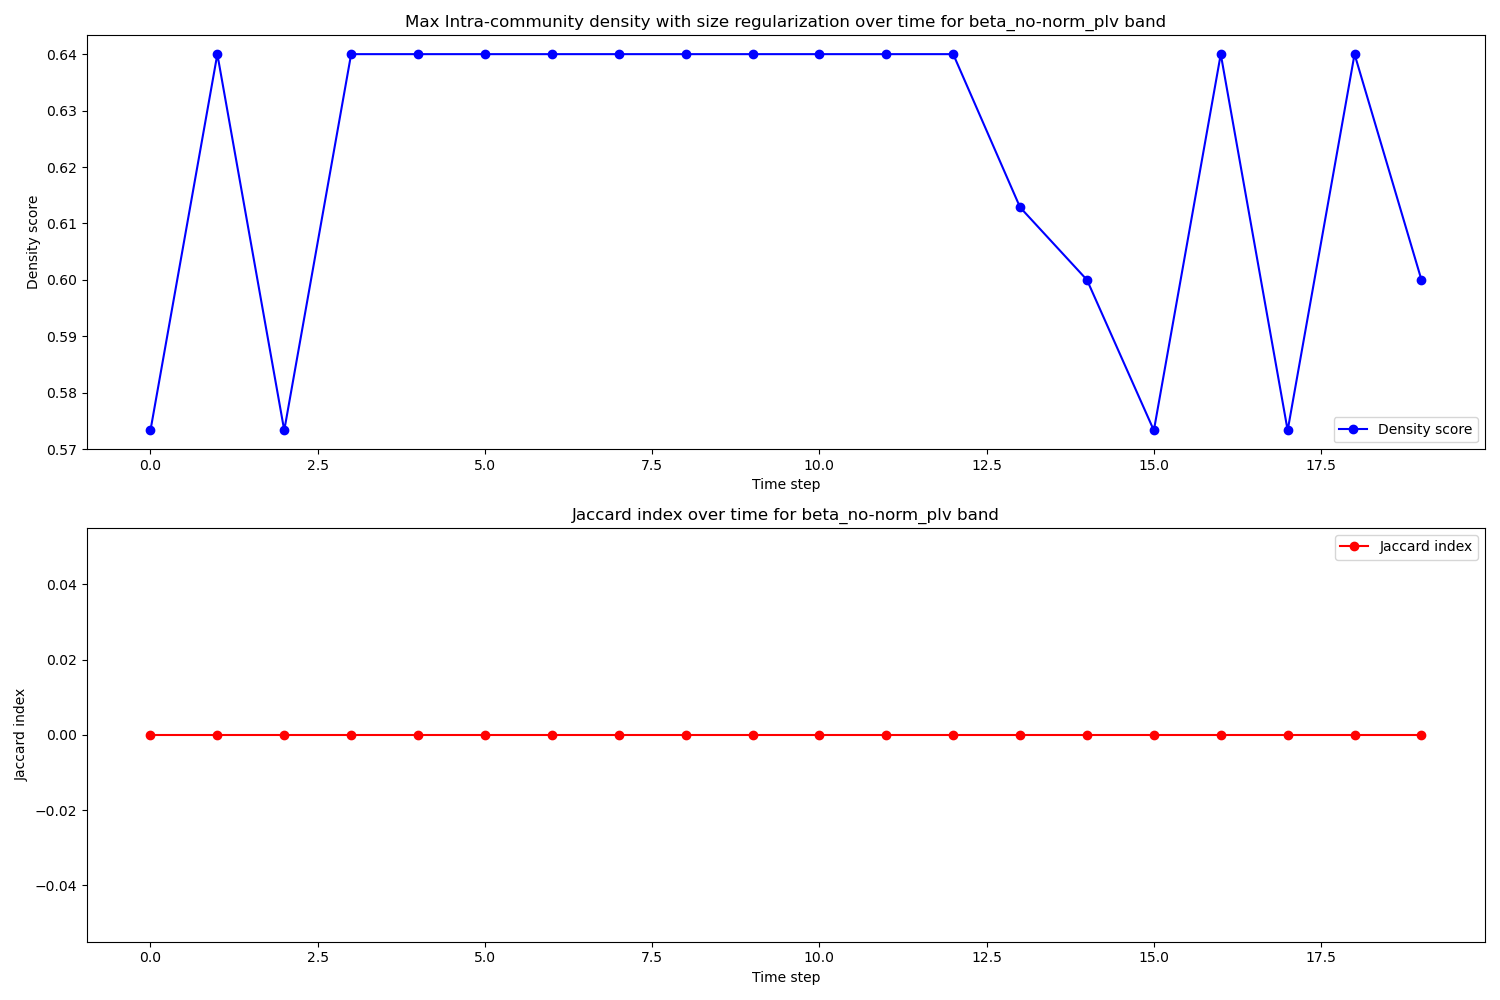 Max Intra-community density with size regularization over time for beta_no-norm_plv band
Density score
0.64
0.63
0.62
0.61
0.60
0.59
0.58
0.57
Density score
0.0 2.5 5.0 7.5 10.0 12.5 15.0 17.5
Time step
Jaccard index over time for beta_no-norm_plv band
Jaccard index
Jaccard index
0.04
0.02
0.00
−0.02
−0.04
0.0 2.5 5.0 7.5 10.0 12.5 15.0 17.5
Time step